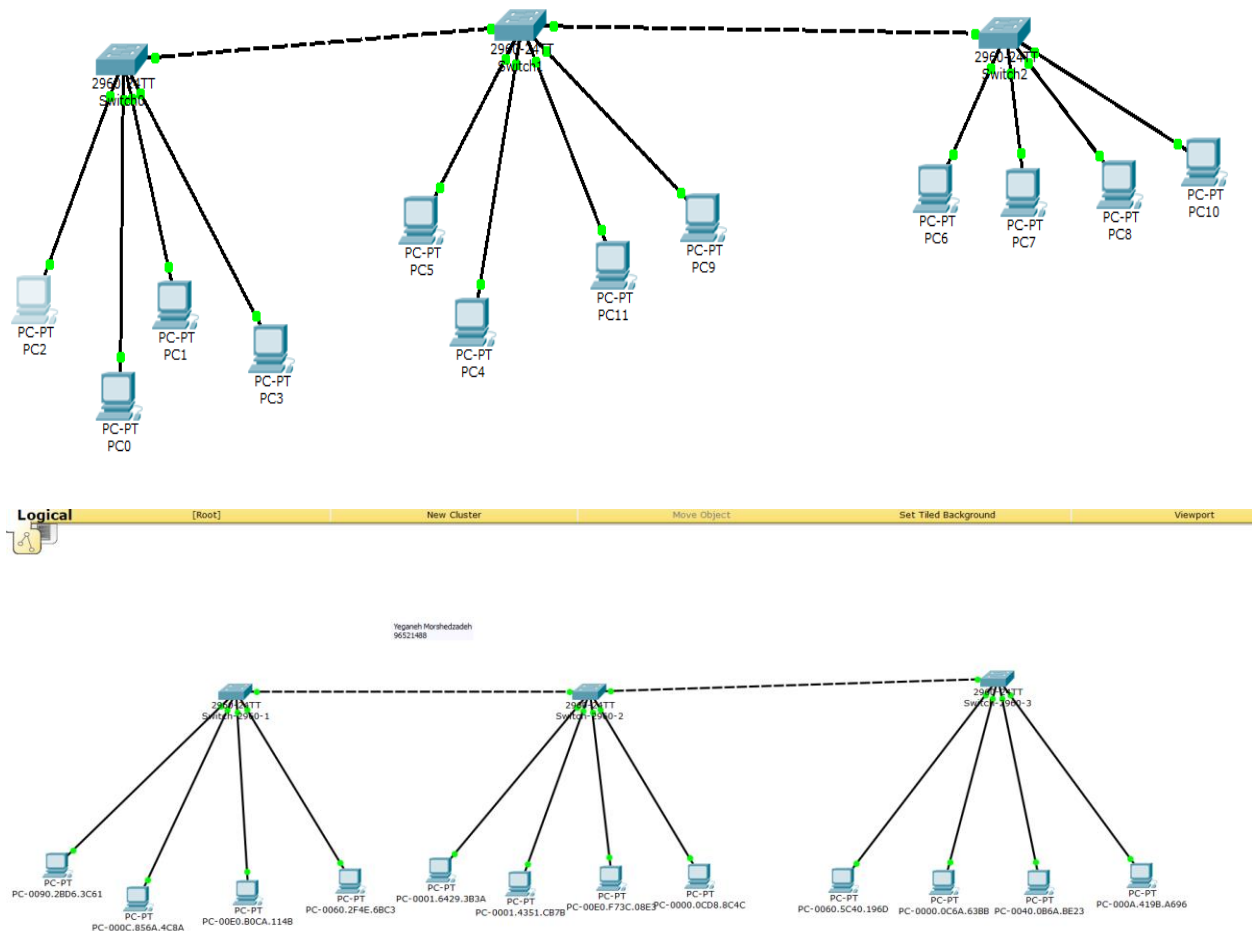 2960-24TT
Switch0
2960-24TT
Switch1
2960-24TT
Switch2
PC-PT
PC2
PC-PT
PC0
PC-PT
PC1
PC-PT
PC3
PC-PT
PC5
PC-PT
PC4
PC-PT
PC11
PC-PT
PC9
PC-PT
PC6
PC-PT
PC7
PC-PT
PC8
PC-PT
PC10
Logical [Root] New Cluster Move Object Set Tiled Background Viewport
Yeganeh Morshedzadeh
96521488
2960-24TT
Switch-2960-1
2960-24TT
Switch-2960-2
2960-24TT
Switch-2960-3
PC-PT
PC-0090.2BD6.3C61
PC-PT
PC-000C.856A.4C8A
PC-PT
PC-00E0.B0CA.114B
PC-PT
PC-0060.2F4E.6BC3
PC-PT
PC-0001.6429.3B3A
PC-PT
PC-0001.4351.CB7B
PC-PT
PC-00E0.F73C.08E3
PC-PT
PC-0000.0CD8.8C4C
PC-PT
PC-0060.5C40.196D
PC-PT
PC-0000.0C6A.63BB
PC-PT
PC-0040.0B6A.BE23
PC-PT
PC-000A.419B.A696